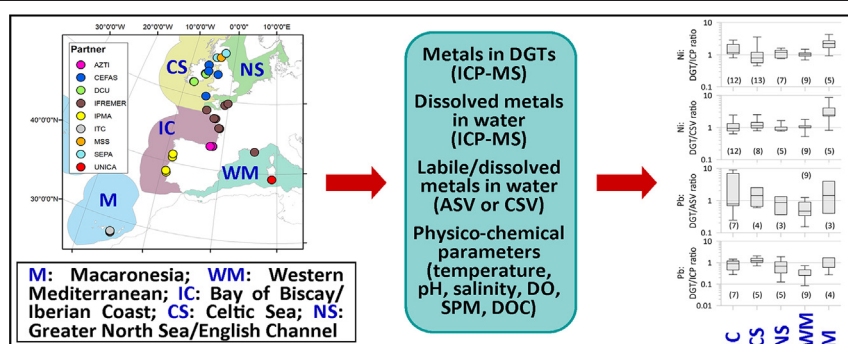 30°0'0"W
20°0'0"W
10°0'0"W
0°0'0"
10°0'0"E
Partner
AZTI
CEFAS
DCU
IFREMER
IPMA
ITC
MSS
SEPA
UNICA
40°0'0"N
30°0'0"N
CS
NS
IC
WM
M
M: Macaronesia; WM: Western
Mediterranean; IC: Bay of Biscay/
Iberian Coast; CS: Celtic Sea; NS:
Greater North Sea/English Channel
Metals in DGTs
(ICP-MS)
Dissolved metals
in water
(ICP-MS)
Labile/dissolved
metals in water
(ASV or CSV)
Physico-chemical
parameters
(temperature,
pH, salinity, DO,
SPM, DOC)
Ni:
DGT/ICP ratio
10
1
0.1
(12) (13) (7) (9) (5)
Ni:
DGT/CSV ratio
10
1
0.1
(12) (8) (5) (9) (5)
Pb:
DGT/ASV ratio
10
1
0.1
(7) (4) (3) (9) (3)
Pb:
DGT/ICP ratio
10
1
0.1
0.01
(7) (5) (5) (9) (4)
C
CS
NS
WM
M